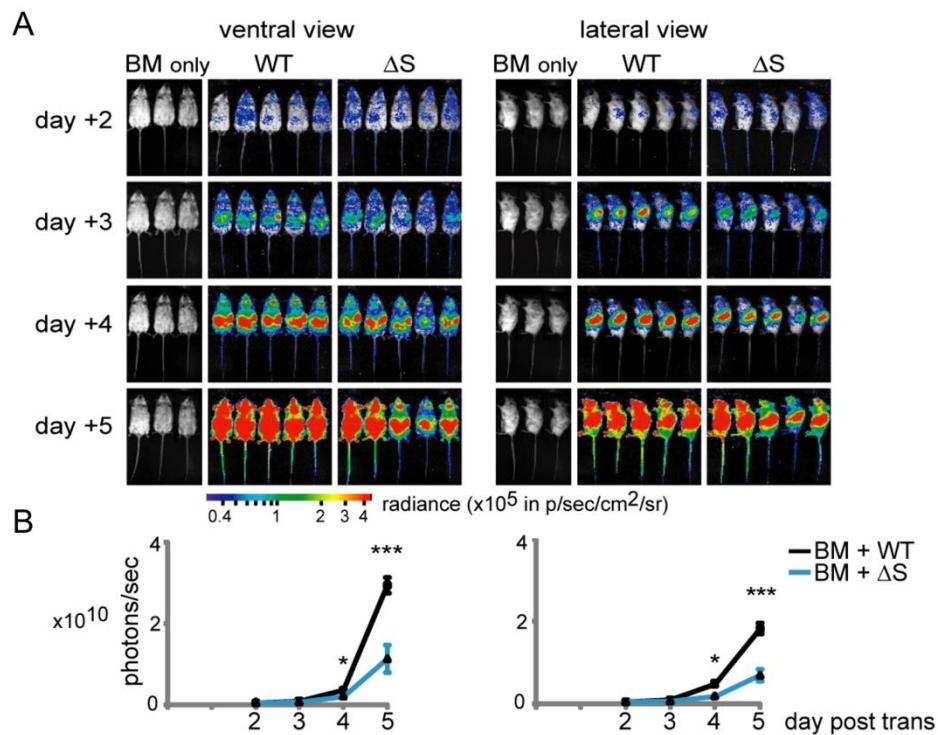 A
ventral view
lateral view
BM only WT ΔS
BM only WT ΔS
day +2
day +3
day +4
day +5
0.4 1 2 3 4
radiance (x10⁵ in p/sec/cm²/sr)
B
x10¹⁰
photons/sec
4
2
0
2 3 4 5
*
***
4
2
0
2 3 4 5
*
***
BM + WT
BM + ΔS
day post trans